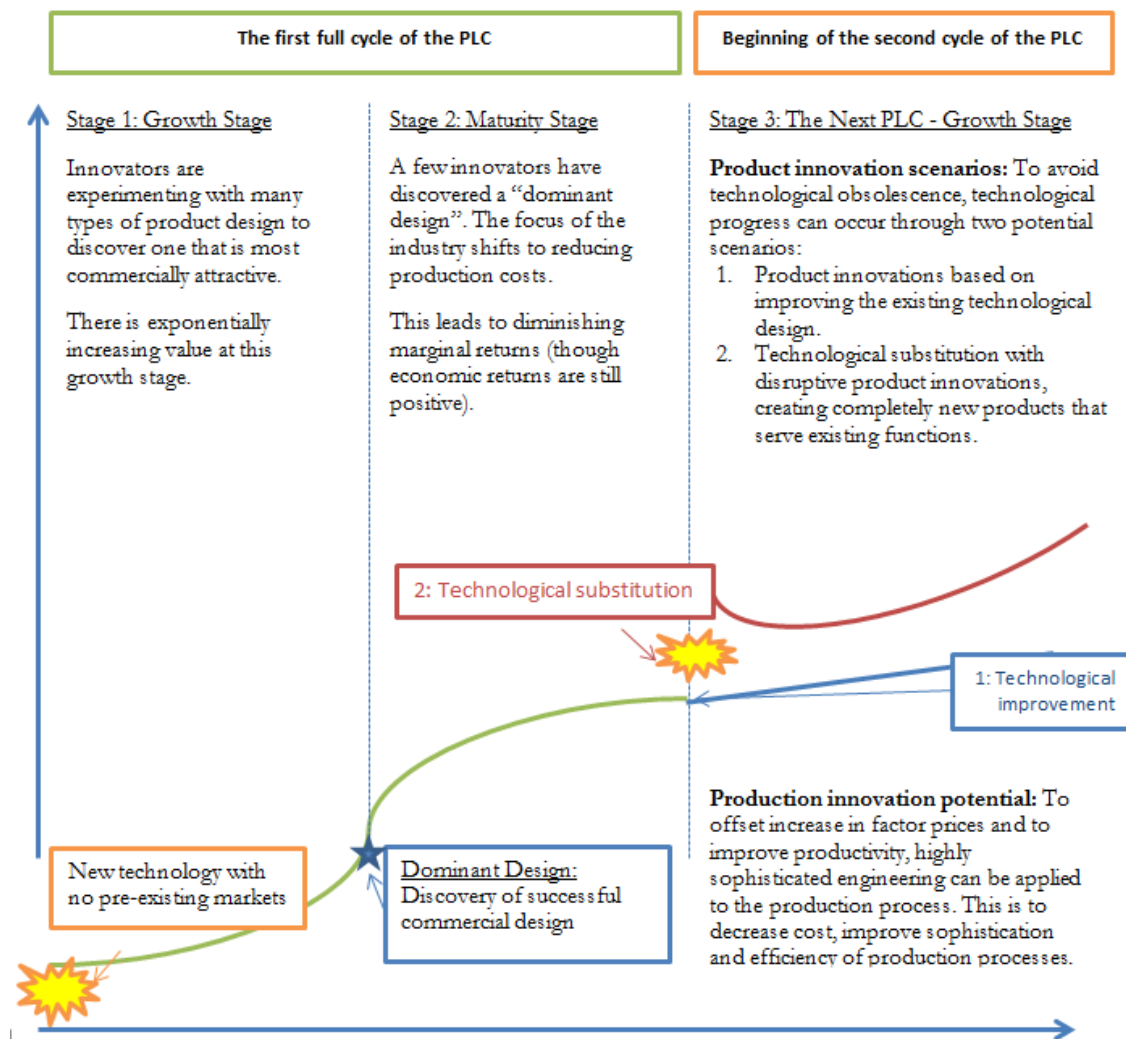 The first full cycle of the PLC
Beginning of the second cycle of the PLC
Stage 1: Growth Stage
Innovators are
experimenting with many
types of product design to
discover one that is most
commercially attractive.
There is exponentially
increasing value at this
growth stage.
Stage 2: Maturity Stage
A few innovators have
discovered a “dominant
design”. The focus of the
industry shifts to reducing
production costs.
This leads to diminishing
marginal returns (though
economic returns are still
positive).
Stage 3: The Next PLC - Growth Stage
Product innovation scenarios: To avoid
technological obsolescence, technological
progress can occur through two potential
scenarios:
1. Product innovations based on
improving the existing technological
design.
2. Technological substitution with
disruptive product innovations,
creating completely new products that
serve existing functions.
2: Technological substitution
1: Technological
improvement
New technology with
no pre-existing markets
Dominant Design:
Discovery of successful
commercial design
Production innovation potential: To
offset increase in factor prices and to
improve productivity, highly
sophisticated engineering can be applied
to the production process. This is to
decrease cost, improve sophistication
and efficiency of production processes.